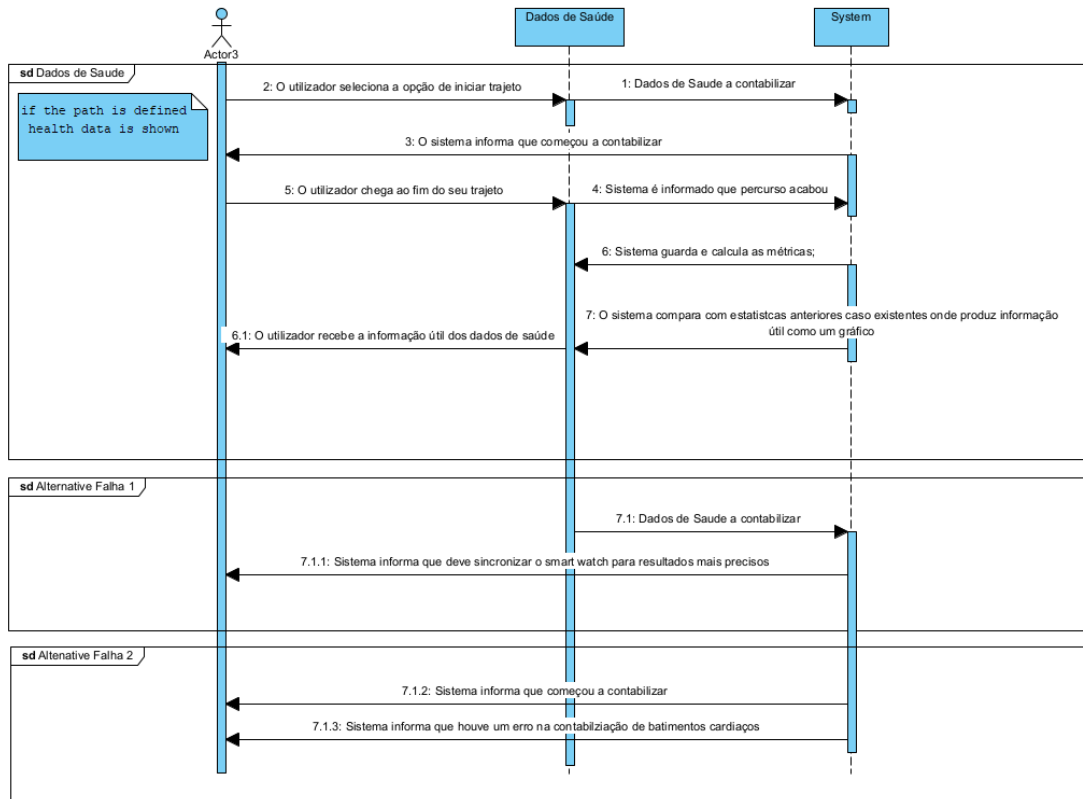 Dados de Saúde
System
Actor3
sd Dados de Saude
if the path is defined
health data is shown
2: O utilizador seleciona a opção de iniciar trajeto
1: Dados de Saude a contabilizar
3: O sistema informa que começou a contabilizar
5: O utilizador chega ao fim do seu trajeto
4: Sistema é informado que percurso acabou
6: Sistema guarda e calcula as métricas;
7: O sistema compara com estatistcas anteriores caso existentes onde produz informação
útil como um gráfico
6.1: O utilizador recebe a informação útil dos dados de saúde
sd Alternative Falha 1
7.1: Dados de Saude a contabilizar
7.1.1: Sistema informa que deve sincronizar o smart watch para resultados mais precisos
sd Altenative Falha 2
7.1.2: Sistema informa que começou a contabilizar
7.1.3: Sistema informa que houve um erro na contabilziação de batimentos cardiaços